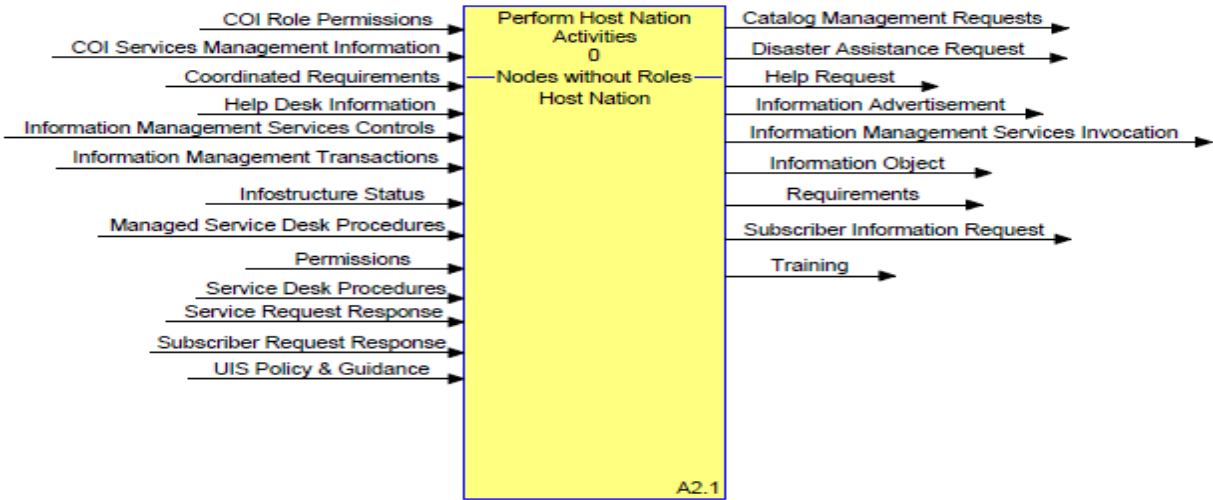 COI Role Permissions
COI Services Management Information
Coordinated Requirements
Help Desk Information
Information Management Services Controls
Information Management Transactions
Infostructure Status
Managed Service Desk Procedures
Permissions
Service Desk Procedures
Service Request Response
Subscriber Request Response
UIS Policy & Guidance
Perform Host Nation
Activities
0
Nodes without Roles
Host Nation
A2.1
Catalog Management Requests
Disaster Assistance Request
Help Request
Information Advertisement
Information Management Services Invocation
Information Object
Requirements
Subscriber Information Request
Training